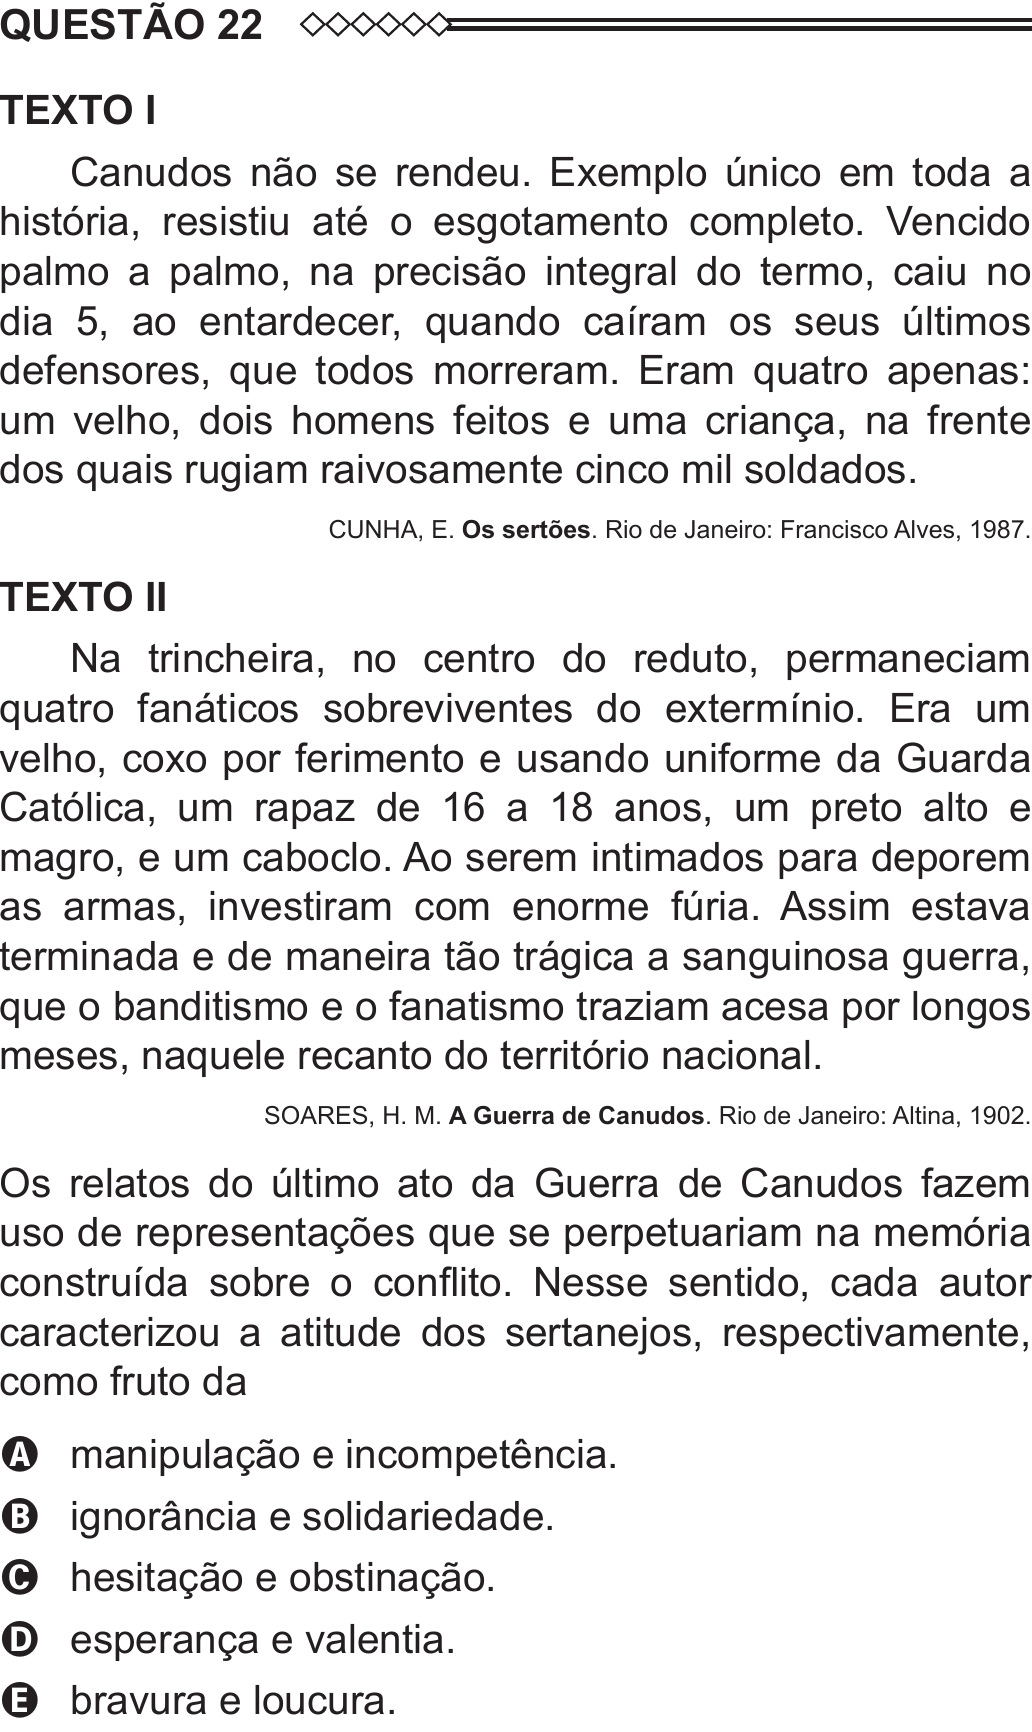 QUESTÃO 22
TEXTO I
Canudos não se rendeu. Exemplo único em toda a
história, resistiu até o esgotamento completo. Vencido
palmo a palmo, na precisão integral do termo, caiu no
dia 5, ao entardecer, quando caíram os seus últimos
defensores, que todos morreram. Eram quatro apenas:
um velho, dois homens feitos e uma criança, na frente
dos quais rugiam raivosamente cinco mil soldados.
CUNHA, E. Os sertões. Rio de Janeiro: Francisco Alves, 1987.
TEXTO II
Na trincheira, no centro do reduto, permaneciam
quatro fanáticos sobreviventes do extermínio. Era um
velho, coxo por ferimento e usando uniforme da Guarda
Católica, um rapaz de 16 a 18 anos, um preto alto e
magro, e um caboclo. Ao serem intimados para deporem
as armas, investiram com enorme fúria. Assim estava
terminada e de maneira tão trágica a sanguinosa guerra,
que o banditismo e o fanatismo traziam acesa por longos
meses, naquele recanto do território nacional.
SOARES, H. M. A Guerra de Canudos. Rio de Janeiro: Altina, 1902.
Os relatos do último ato da Guerra de Canudos fazem
uso de representações que se perpetuariam na memória
construída sobre o conflito. Nesse sentido, cada autor
caracterizou a atitude dos sertanejos, respectivamente,
como fruto da
A manipulação e incompetência.
B ignorância e solidariedade.
C hesitação e obstinação.
D esperança e valentia.
E bravura e loucura.